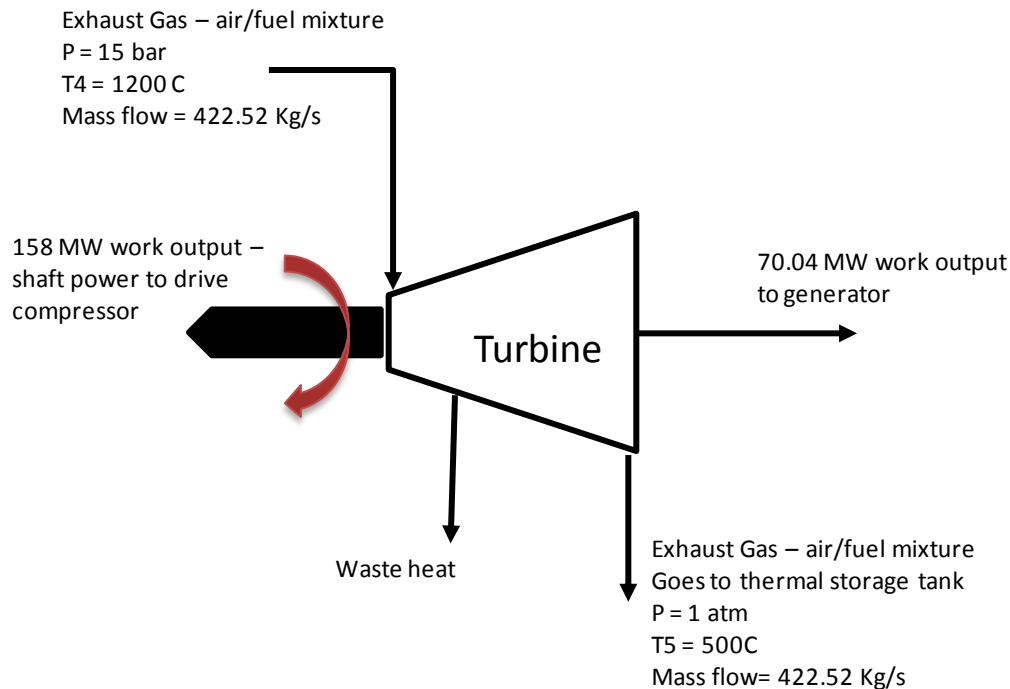 Exhaust Gas – air/fuel mixture
P = 15 bar
T4 = 1200 C
Mass flow = 422.52 Kg/s
158 MW work output –
shaft power to drive
compressor
70.04 MW work output
to generator
Turbine
Waste heat
Exhaust Gas – air/fuel mixture
Goes to thermal storage tank
P = 1 atm
T5 = 500C
Mass flow= 422.52 Kg/s